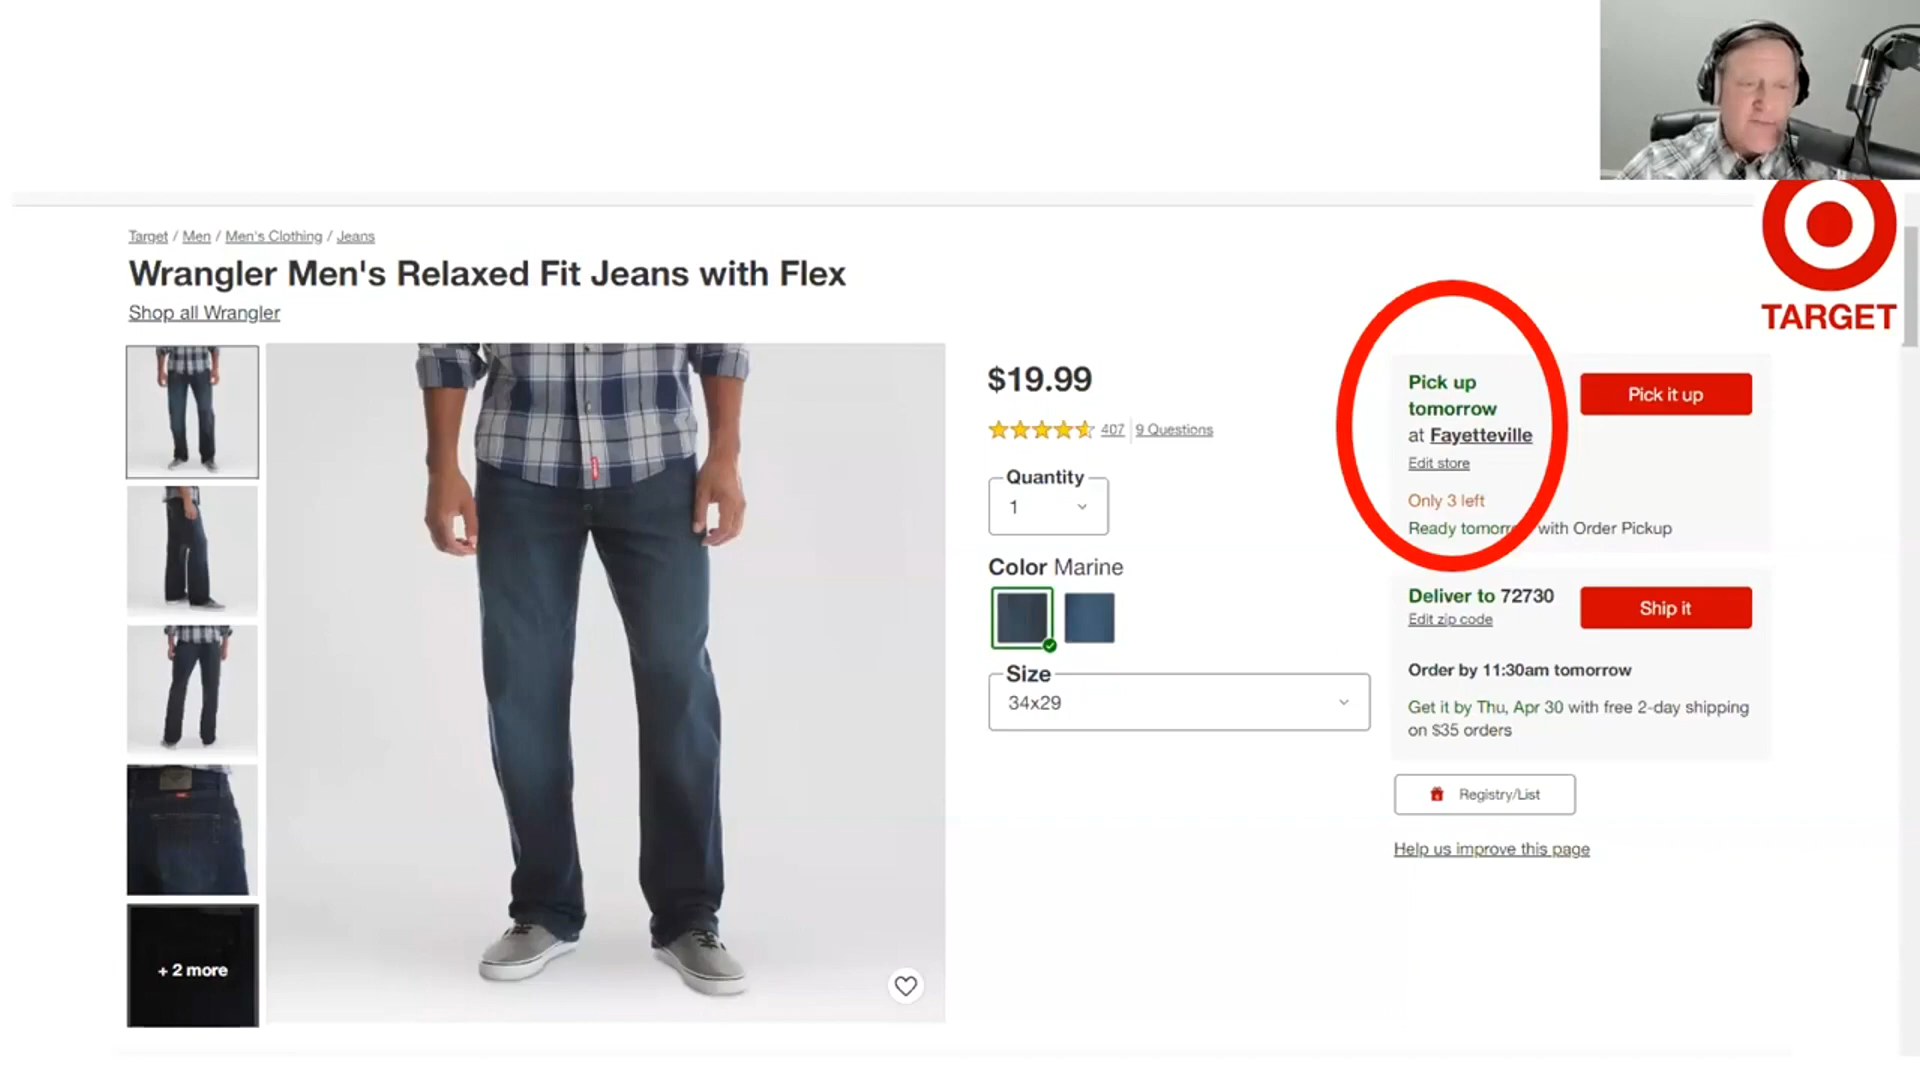 Target / Men / Men's Clothing / Jeans
Wrangler Men's Relaxed Fit Jeans with Flex
Shop all Wrangler
TARGET
$19.99
407 9 Questions
Quantity
1
Color Marine
Size
34x29
Pick up
tomorrow
at Fayetteville
Edit store
Only 3 left
Ready tomorr with Order Pickup
Pick it up
Deliver to 72730
Edit zip code
Ship it
Order by 11:30am tomorrow
Get it by Thu, Apr 30 with free 2-day shipping
on $35 orders
Registry/List
Help us improve this page
+ 2 more